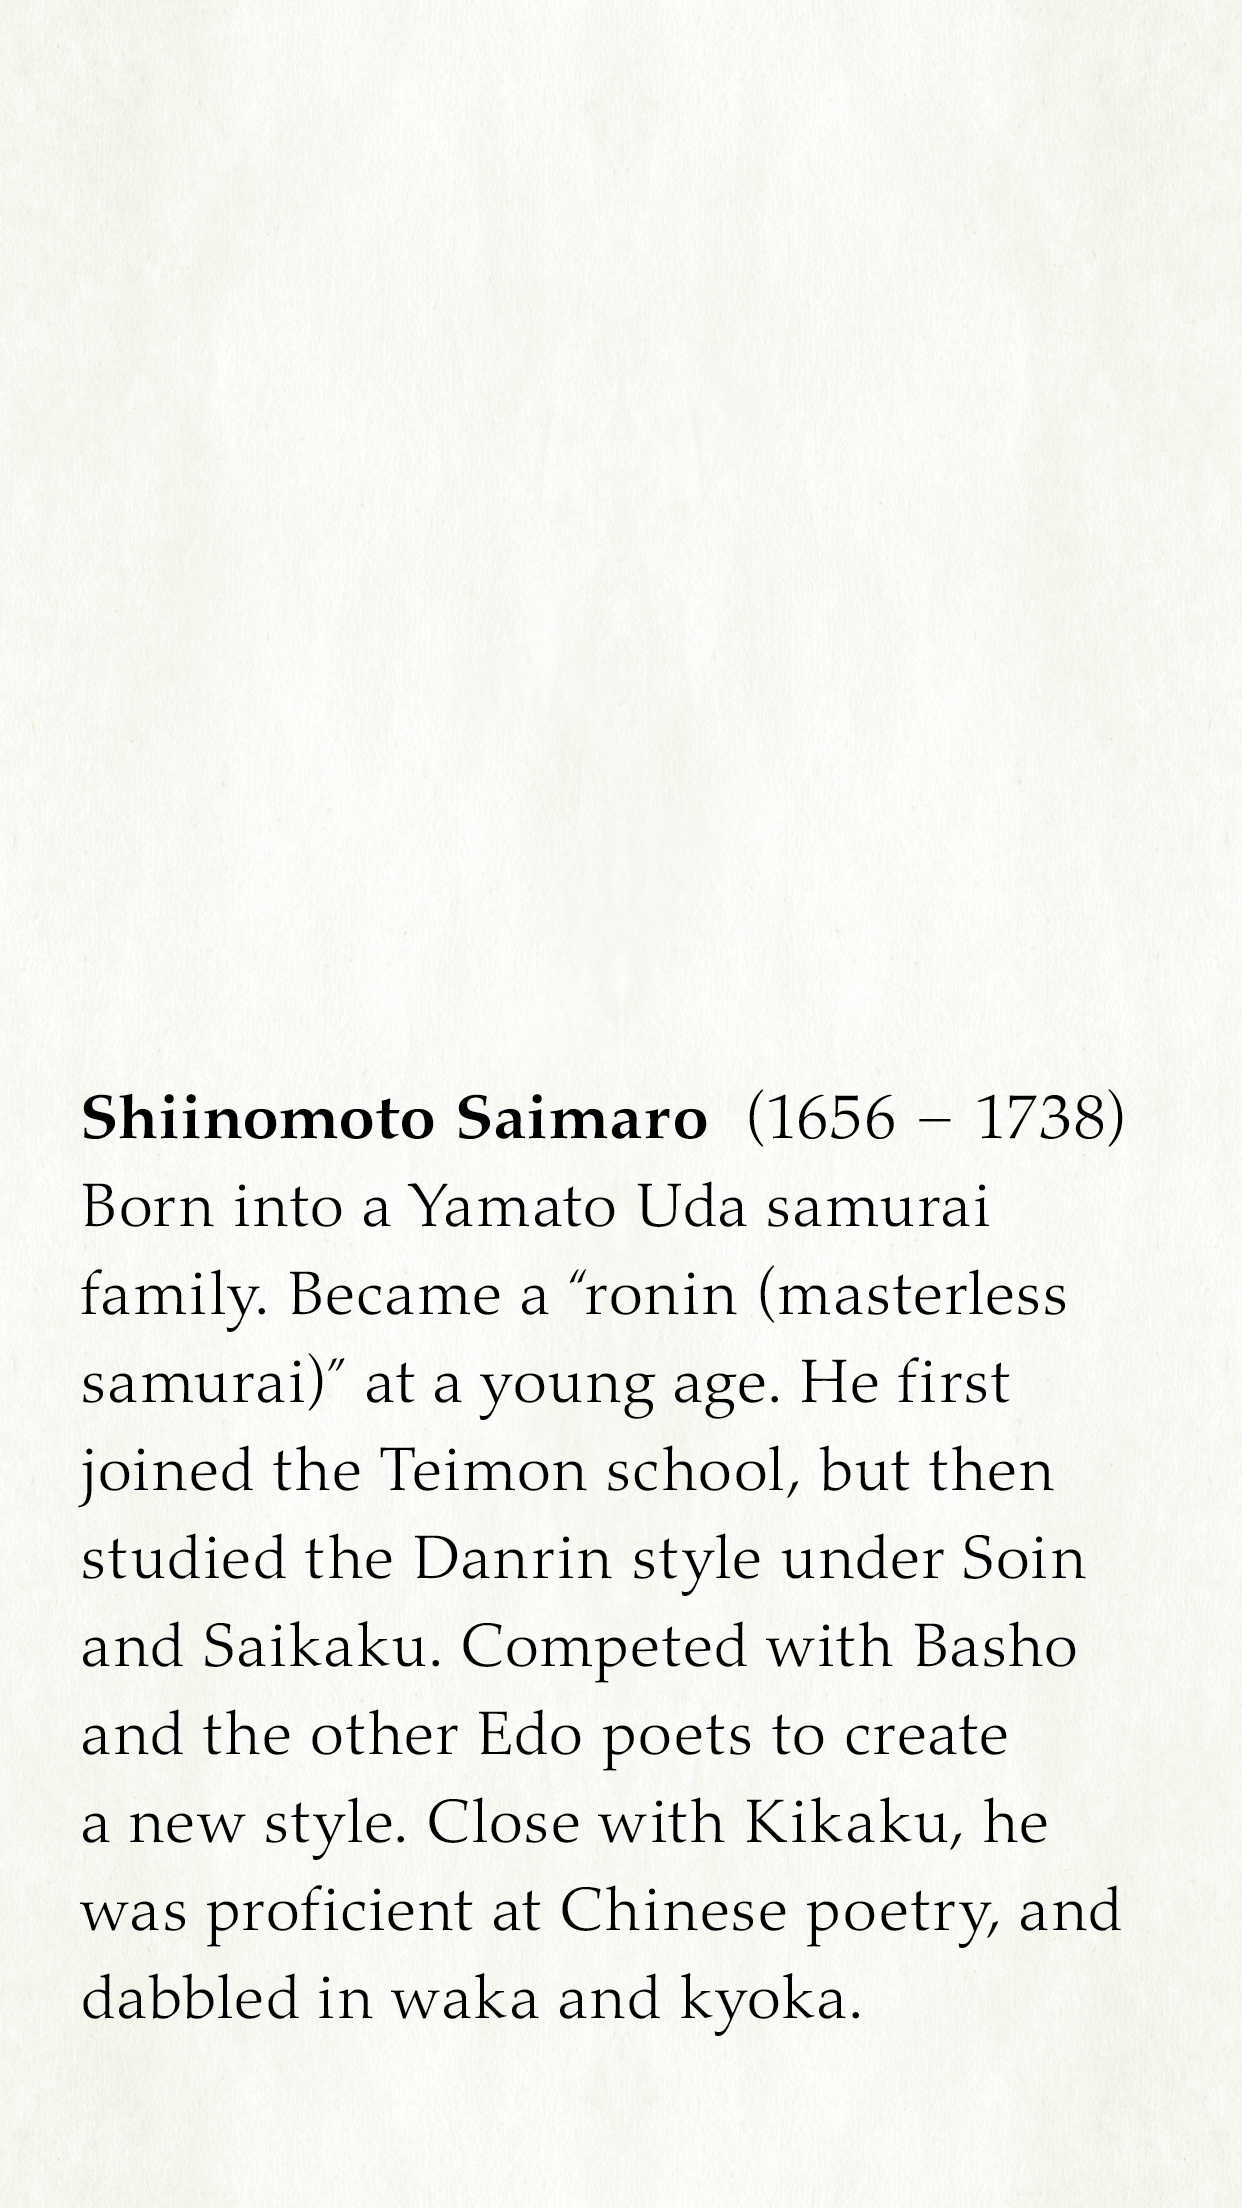 Shiinomoto Saimaro (1656 – 1738)
Born into a Yamato Uda samurai
family. Became a “ronin (masterless
samurai)” at a young age. He first
joined the Teimon school, but then
studied the Danrin style under Soin
and Saikaku. Competed with Basho
and the other Edo poets to create
a new style. Close with Kikaku, he
was proficient at Chinese poetry, and
dabbled in waka and kyoka.